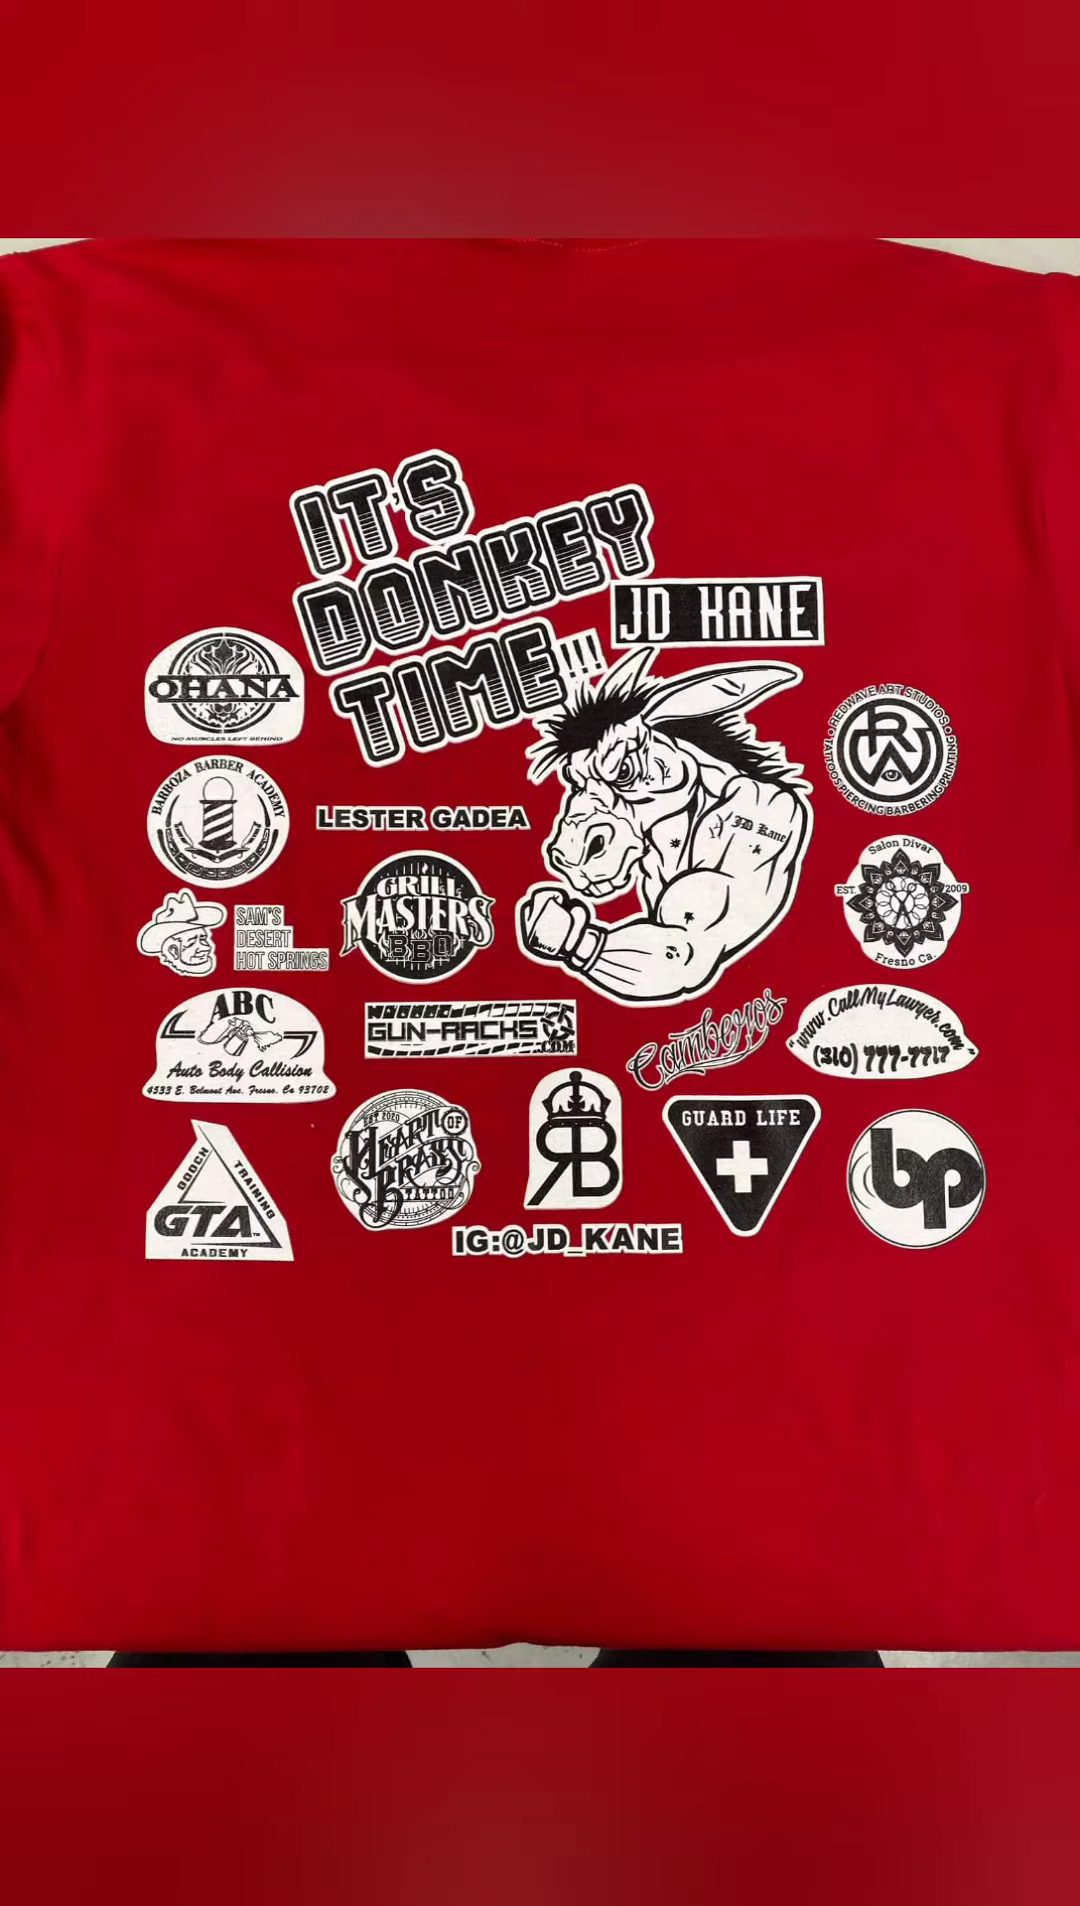 IT'S
DONKEY
TIME!!!
JD KANE
OHANA
NO MUSCLES LEFT BEHIND
REDWAVE ART STUDIOS
TATTOOS PIERCING BARBERING PRINTING
RW
BARBOZA BARBER ACADEMY
LESTER GADEA
JD Kane
Salon Divar
EST. 2009
Fresno Ca.
GRILL
MASTERS
BBQ
SAM'S
DESERT
HOT SPRINGS
ABC
Auto Body Callision
4533 E. Belmont Ave. Fresno, Ca 93702
GUN-RACKS
.COM
Camberos
"www.CallMyLawyer.com"
(310) 777-7717
GOOCH TRAINING
GTA™
ACADEMY
EST 2020
HEART OF
BRASS
TATTOO
RB
GUARD LIFE
bp
IG:@JD_KANE